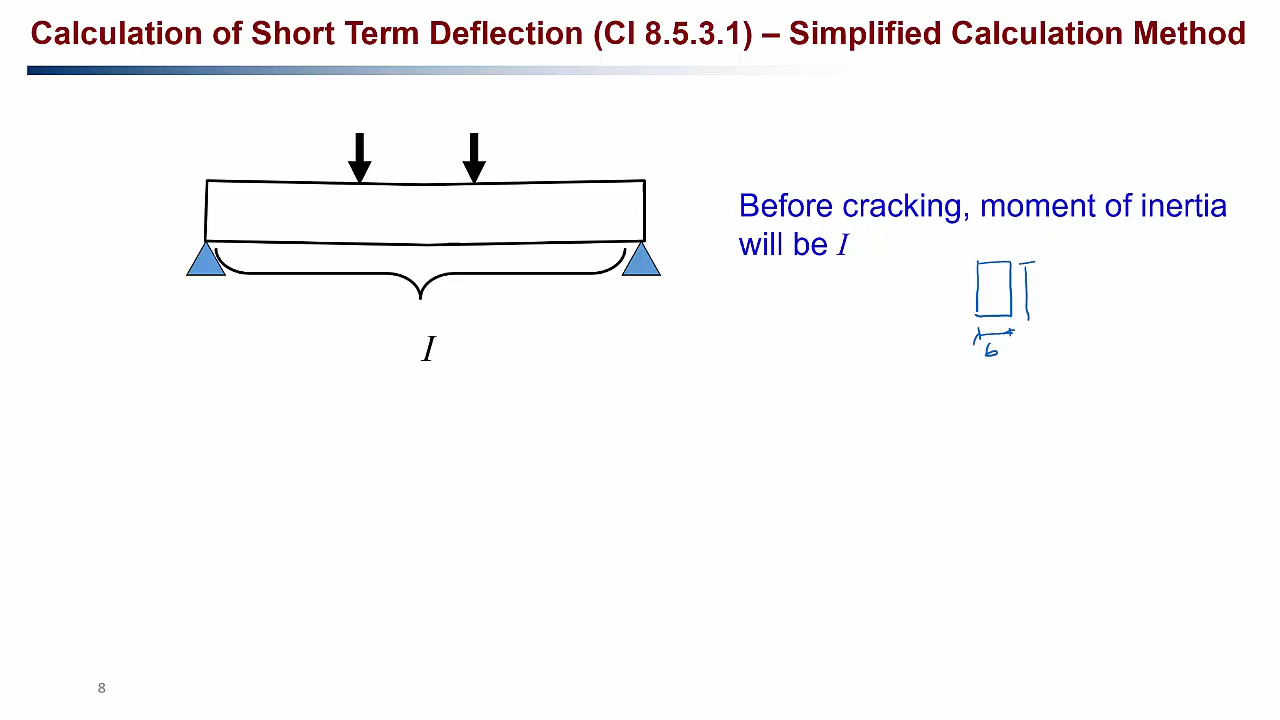 Calculation of Short Term Deflection (Cl 8.5.3.1) – Simplified Calculation Method
Before cracking, moment of inertia
will be I
b
I
8